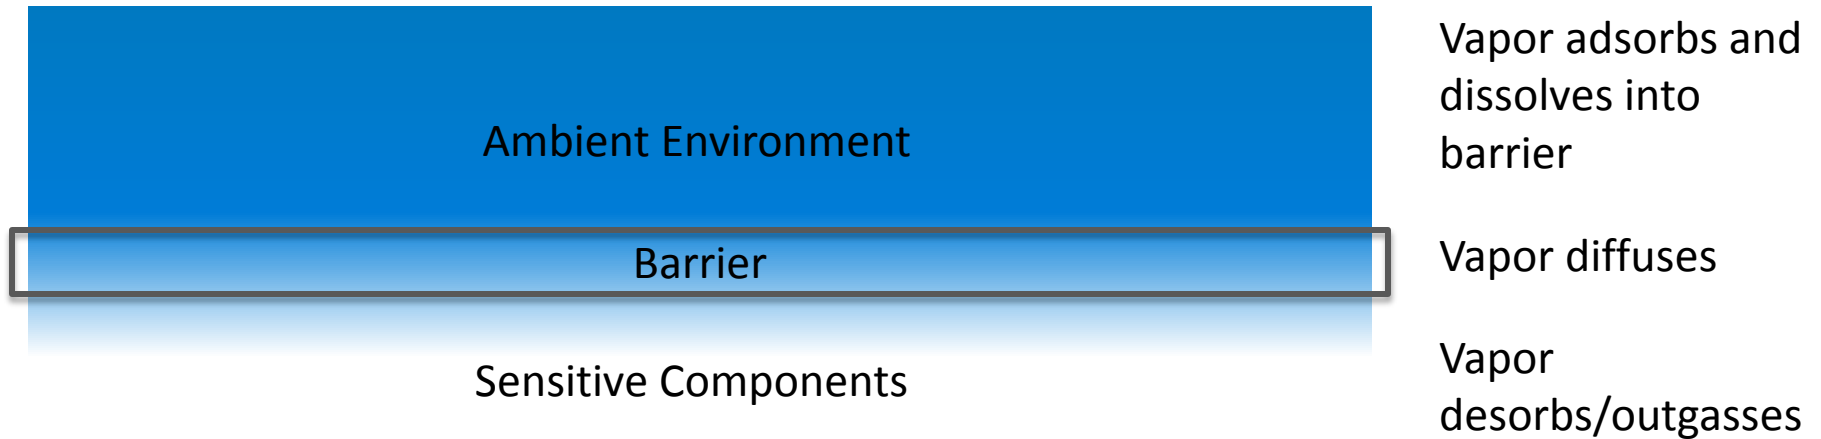 Vapor adsorbs and
dissolves into
barrier
Ambient Environment
Barrier
Vapor diffuses
Sensitive Components
Vapor
desorbs/outgasses